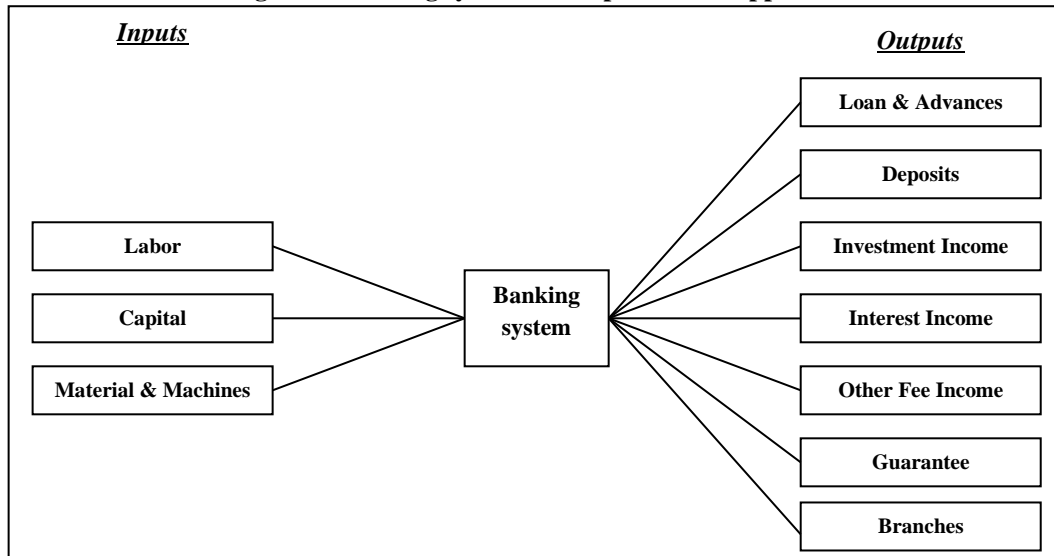 Inputs
Outputs
Loan & Advances
Deposits
Labor
Investment Income
Banking
system
Capital
Interest Income
Material & Machines
Other Fee Income
Guarantee
Branches